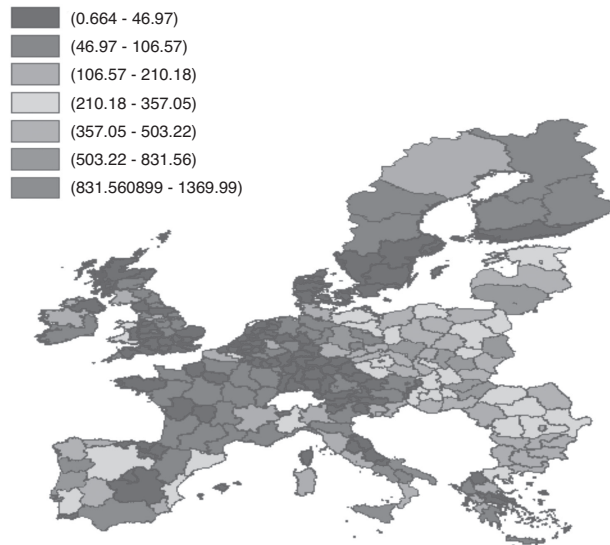 (0.664 - 46.97)
(46.97 - 106.57)
(106.57 - 210.18)
(210.18 - 357.05)
(357.05 - 503.22)
(503.22 - 831.56)
(831.560899 - 1369.99)